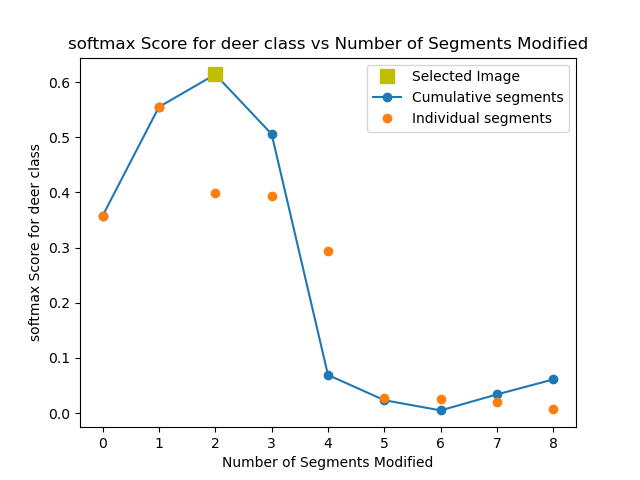 softmax Score for deer class vs Number of Segments Modified
Selected Image
Cumulative segments
Individual segments
softmax Score for deer class
0.6
0.5
0.4
0.3
0.2
0.1
0.0
0 1 2 3 4 5 6 7 8
Number of Segments Modified